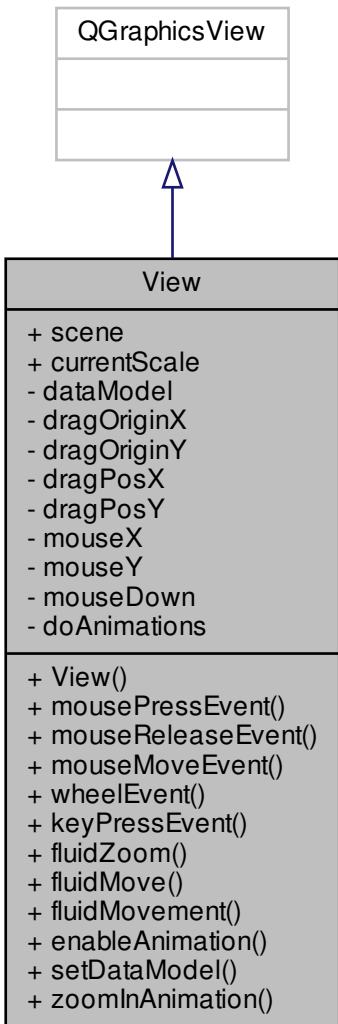 QGraphicsView
View
+ scene
+ currentScale
- dataModel
- dragOriginX
- dragOriginY
- dragPosX
- dragPosY
- mouseX
- mouseY
- mouseDown
- doAnimations
+ View()
+ mousePressEvent()
+ mouseReleaseEvent()
+ mouseMoveEvent()
+ wheelEvent()
+ keyPressEvent()
+ fluidZoom()
+ fluidMove()
+ fluidMovement()
+ enableAnimation()
+ setDataModel()
+ zoomInAnimation()